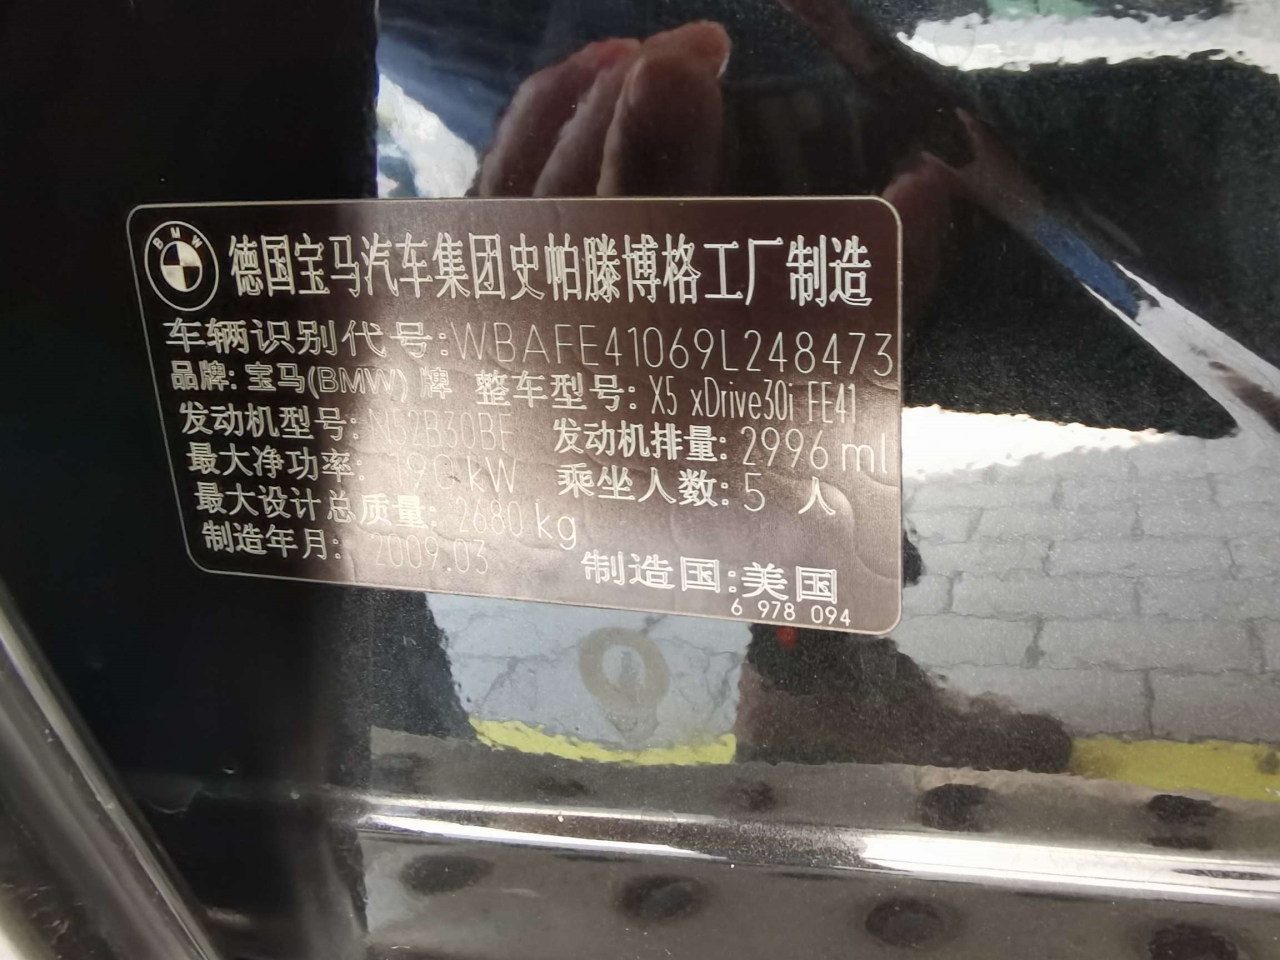 BMW
德国宝马汽车集团史帕滕博格工厂制造
车辆识别代号:WBAFE41069L248473
品牌: 宝马(BMW) 牌 整车型号: X5 xDrive30i FE41
发动机型号: N52B30BF 发动机排量: 2996 ml
最大净功率: 190 kW 乘坐人数: 5 人
最大设计总质量: 2680 kg
制造年月: 2009.03 制造国:美国
6 978 094